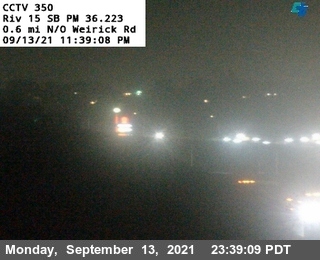 CCTV 350
Riv 15 SB PM 36.223
0.6 mi N/O Weirick Rd
09/13/21 11:39:08 PM
Monday, September 13, 2021 23:39:09 PDT